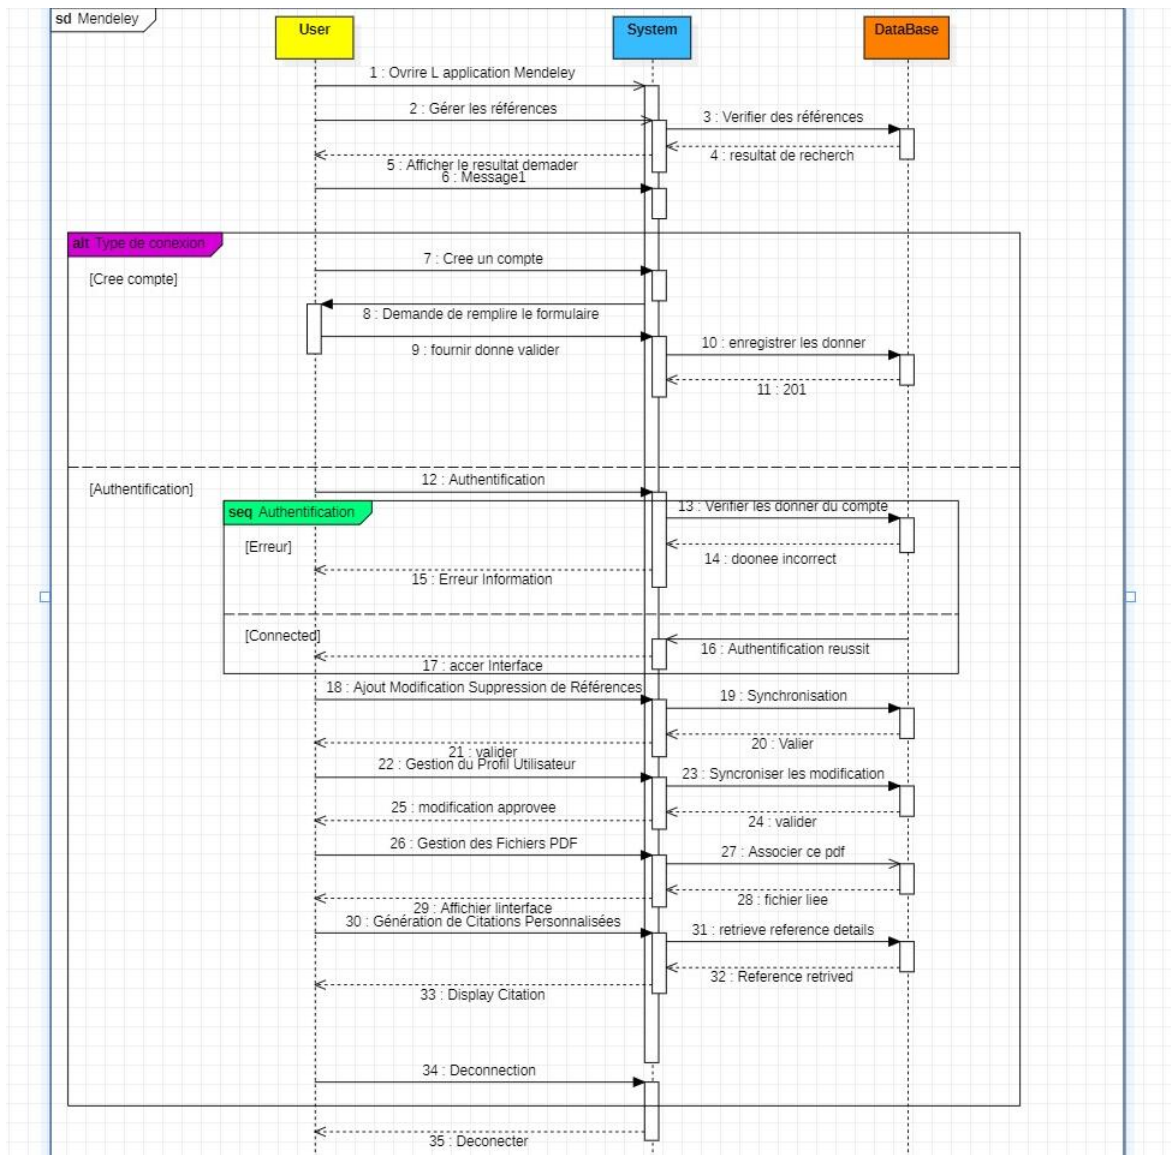 sd Mendeley
User
System
DataBase
1 : Ovrire L application Mendeley
2 : Gérer les références
3 : Verifier des références
4 : resultat de recherch
5 : Afficher le resultat demader
6 : Message1
alt Type de conexion
7 : Cree un compte
[Cree compte]
8 : Demande de remplire le formulaire
9 : fournir donne valider
10 : enregistrer les donner
11 : 201
12 : Authentification
[Authentification]
seq Authentification
13 : Verifier les donner du compte
[Erreur]
14 : doonee incorrect
15 : Erreur Information
[Connected]
16 : Authentification reussit
17 : accer Interface
18 : Ajout Modification Suppression de Références
19 : Synchronisation
20 : Valier
21 : valider
22 : Gestion du Profil Utilisateur
23 : Syncroniser les modification
24 : valider
25 : modification approvee
26 : Gestion des Fichiers PDF
27 : Associer ce pdf
28 : fichier liee
29 : Affichier linterface
30 : Génération de Citations Personnalisées
31 : retrieve reference details
32 : Reference retrived
33 : Display Citation
34 : Deconnection
35 : Deconecter